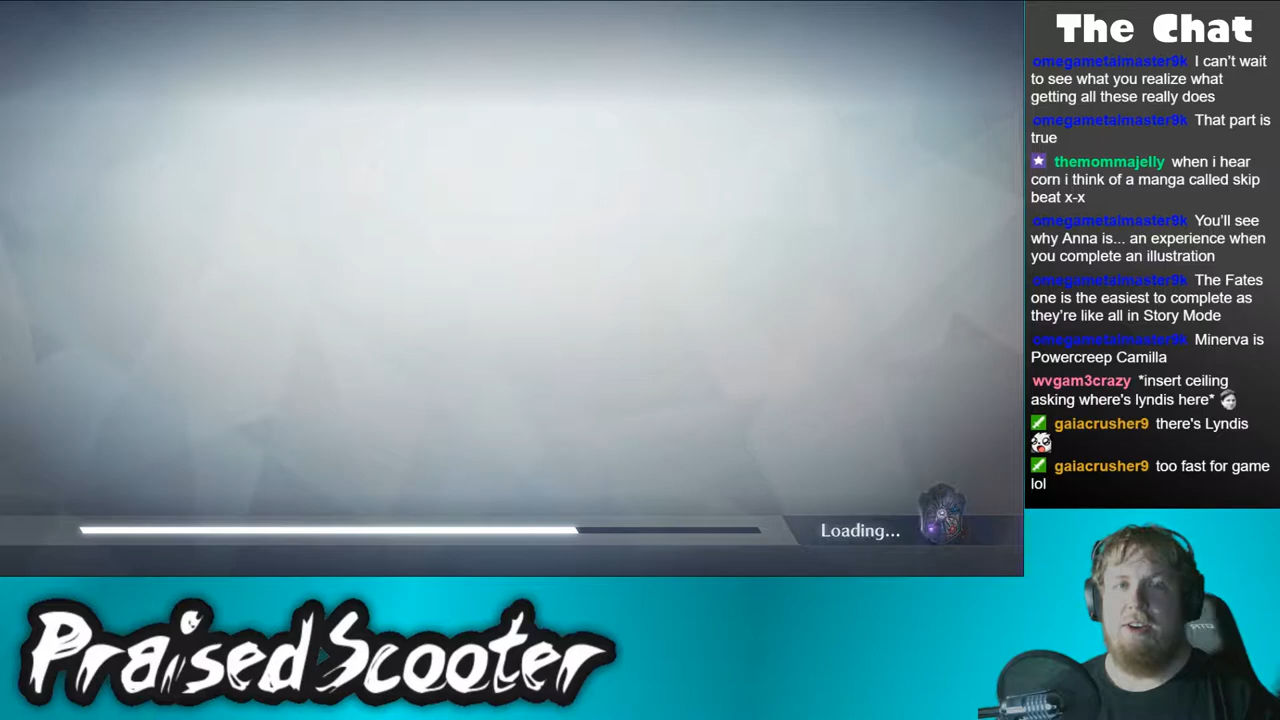 The Chat
omegametalmaster9k I can't wait
to see what you realize what
getting all these really does
omegametalmaster9k That part is
true
themommajelly when i hear
corn i think of a manga called skip
beat x-x
omegametalmaster9k You'll see
why Anna is... an experience when
you complete an illustration
omegametalmaster9k The Fates
one is the easiest to complete as
they're like all in Story Mode
omegametalmaster9k Minerva is
Powercreep Camilla
wvgam3crazy *insert ceiling
asking where's lyndis here*
gaiacrusher9 there's Lyndis
gaiacrusher9 too fast for game
lol
Loading...
PraisedScooter